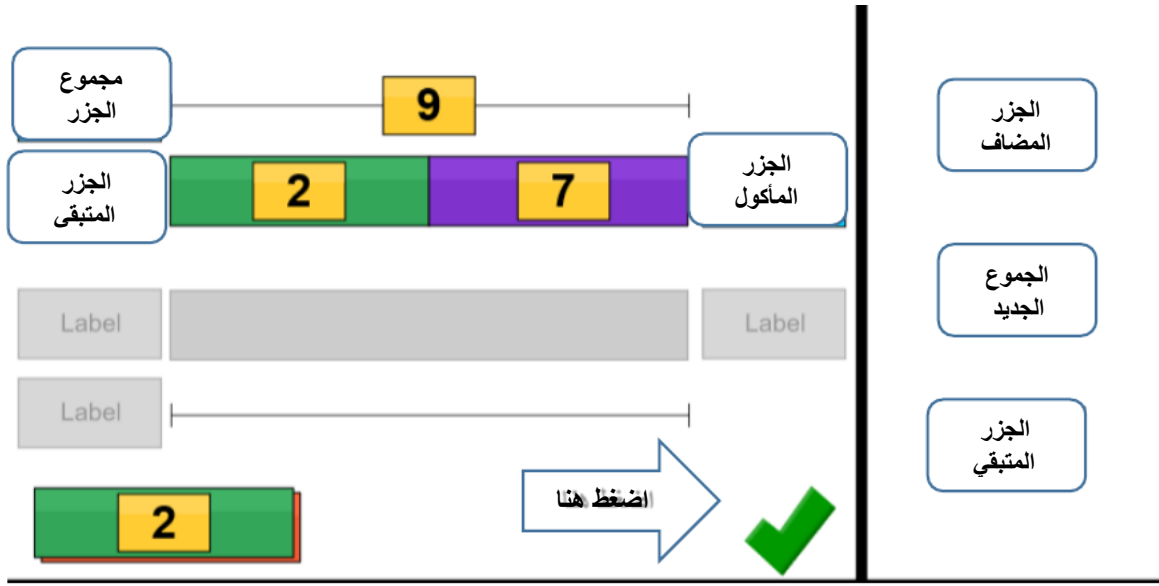 مجموع
الجزر
9
الجزر
المضاف
الجزر
المتبقى
2
7
الجزر
المأكول
الجموع
الجديد
Label
Label
Label
الجزر
المتبقي
2
اضغط هنا